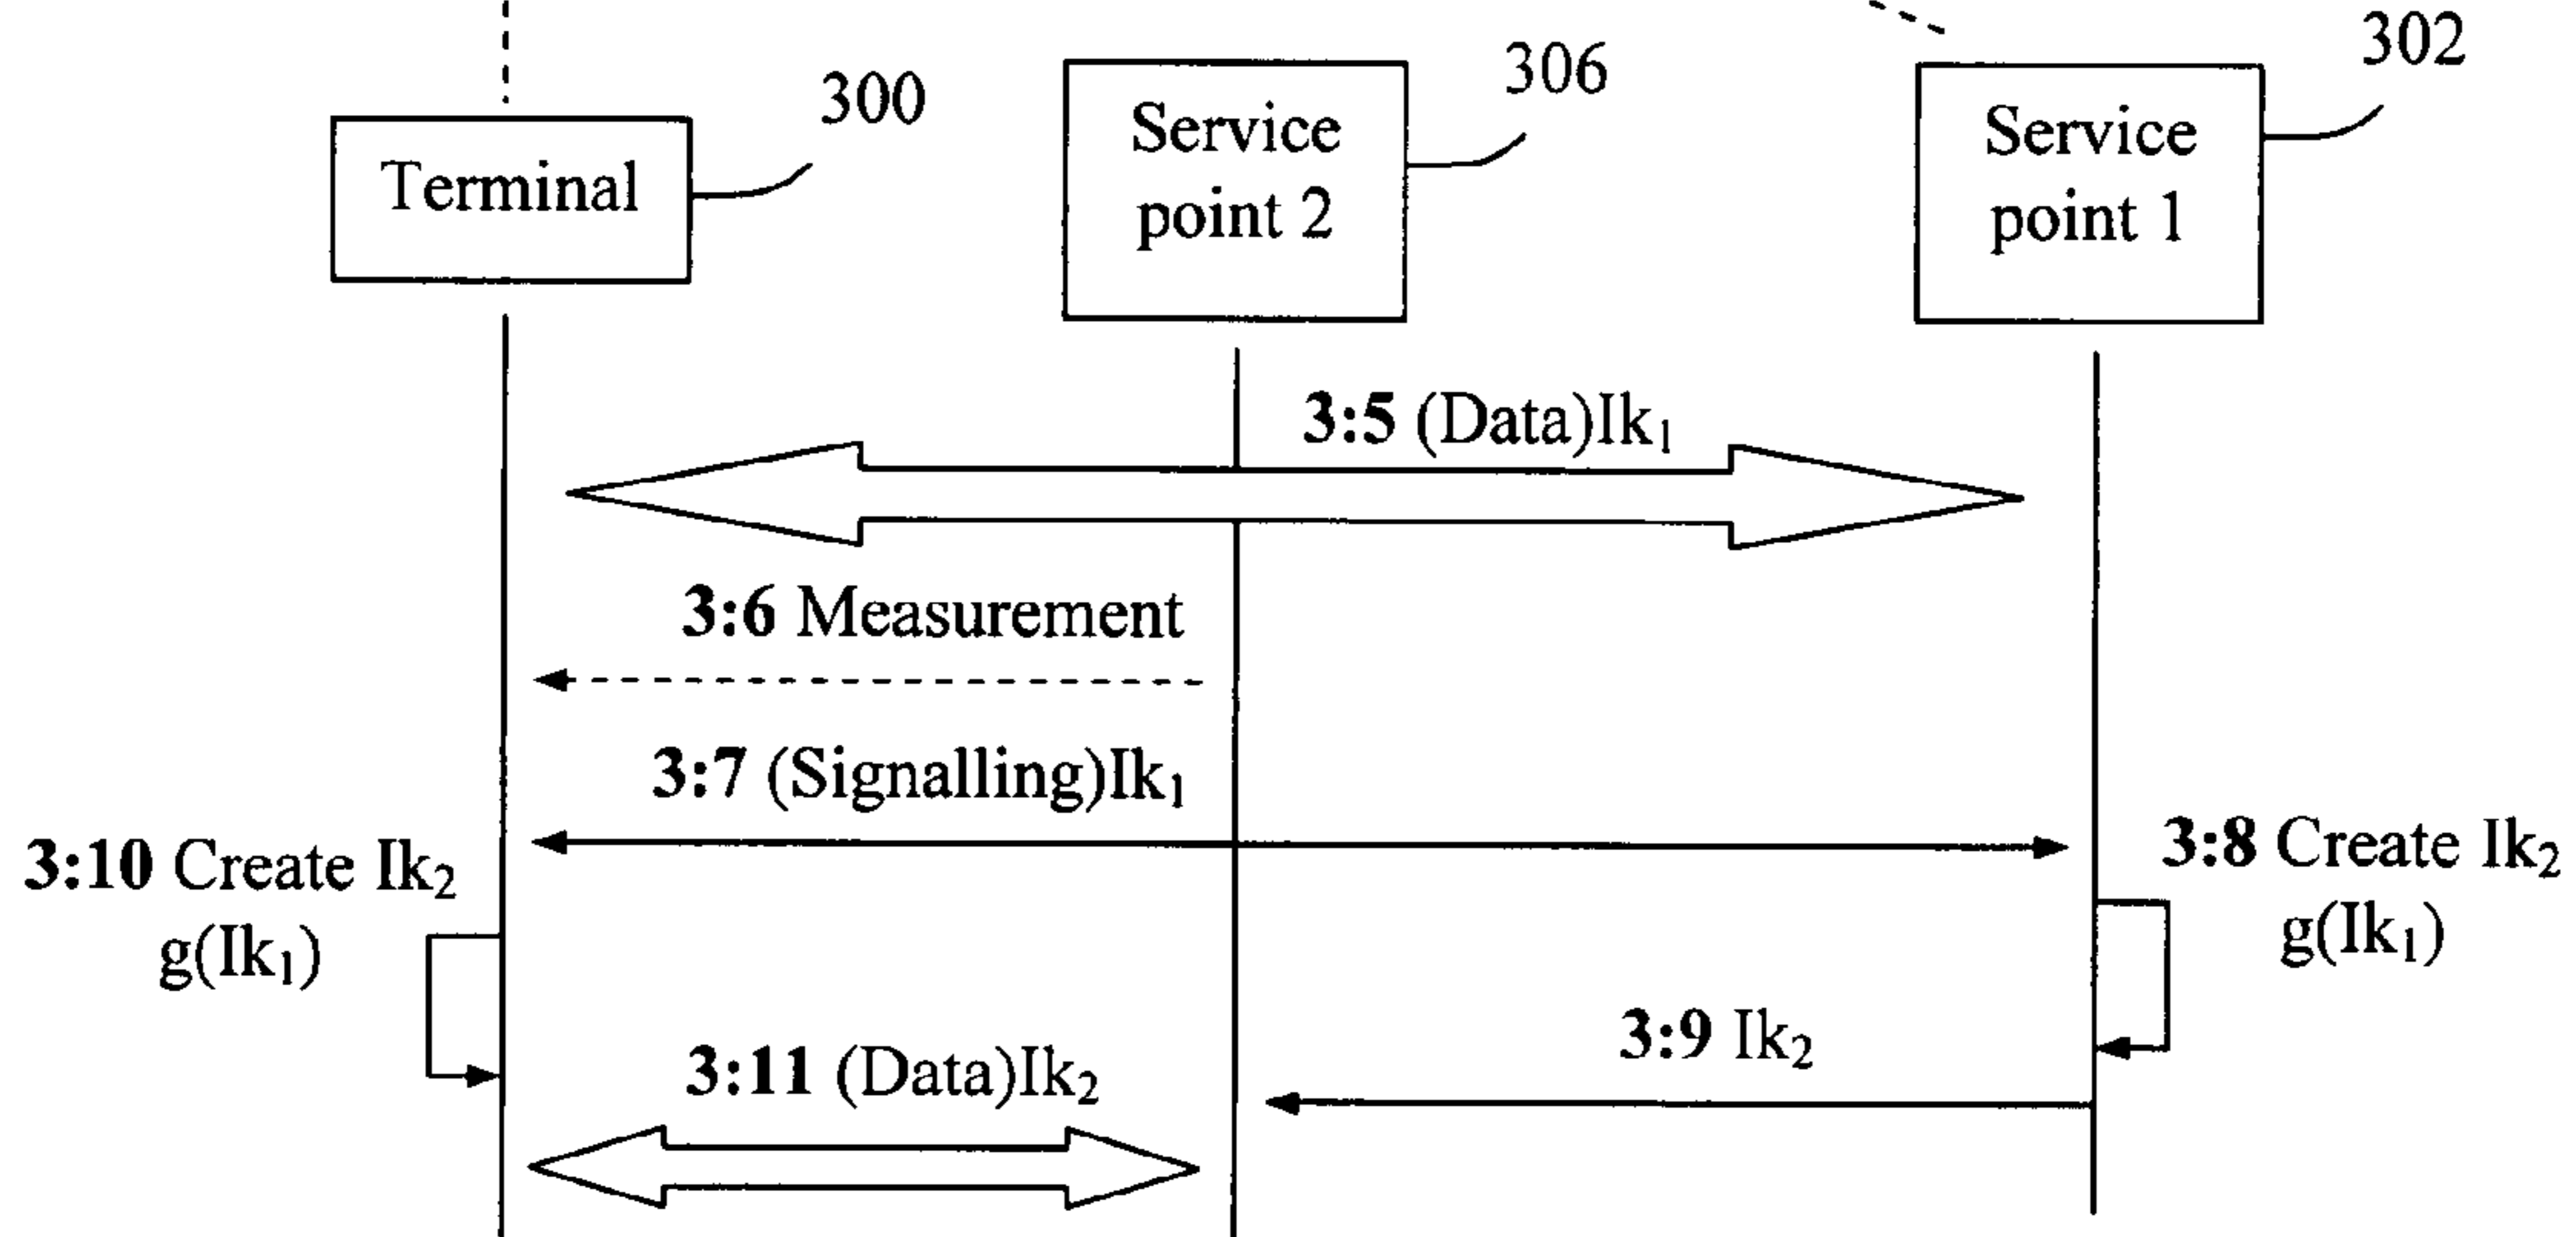 300
306
302
Terminal
Service
point 2
Service
point 1
3:5 (Data)Ik₁
3:6 Measurement
3:7 (Signalling)Ik₁
3:10 Create Ik₂
g(Ik₁)
3:8 Create Ik₂
g(Ik₁)
3:9 Ik₂
3:11 (Data)Ik₂